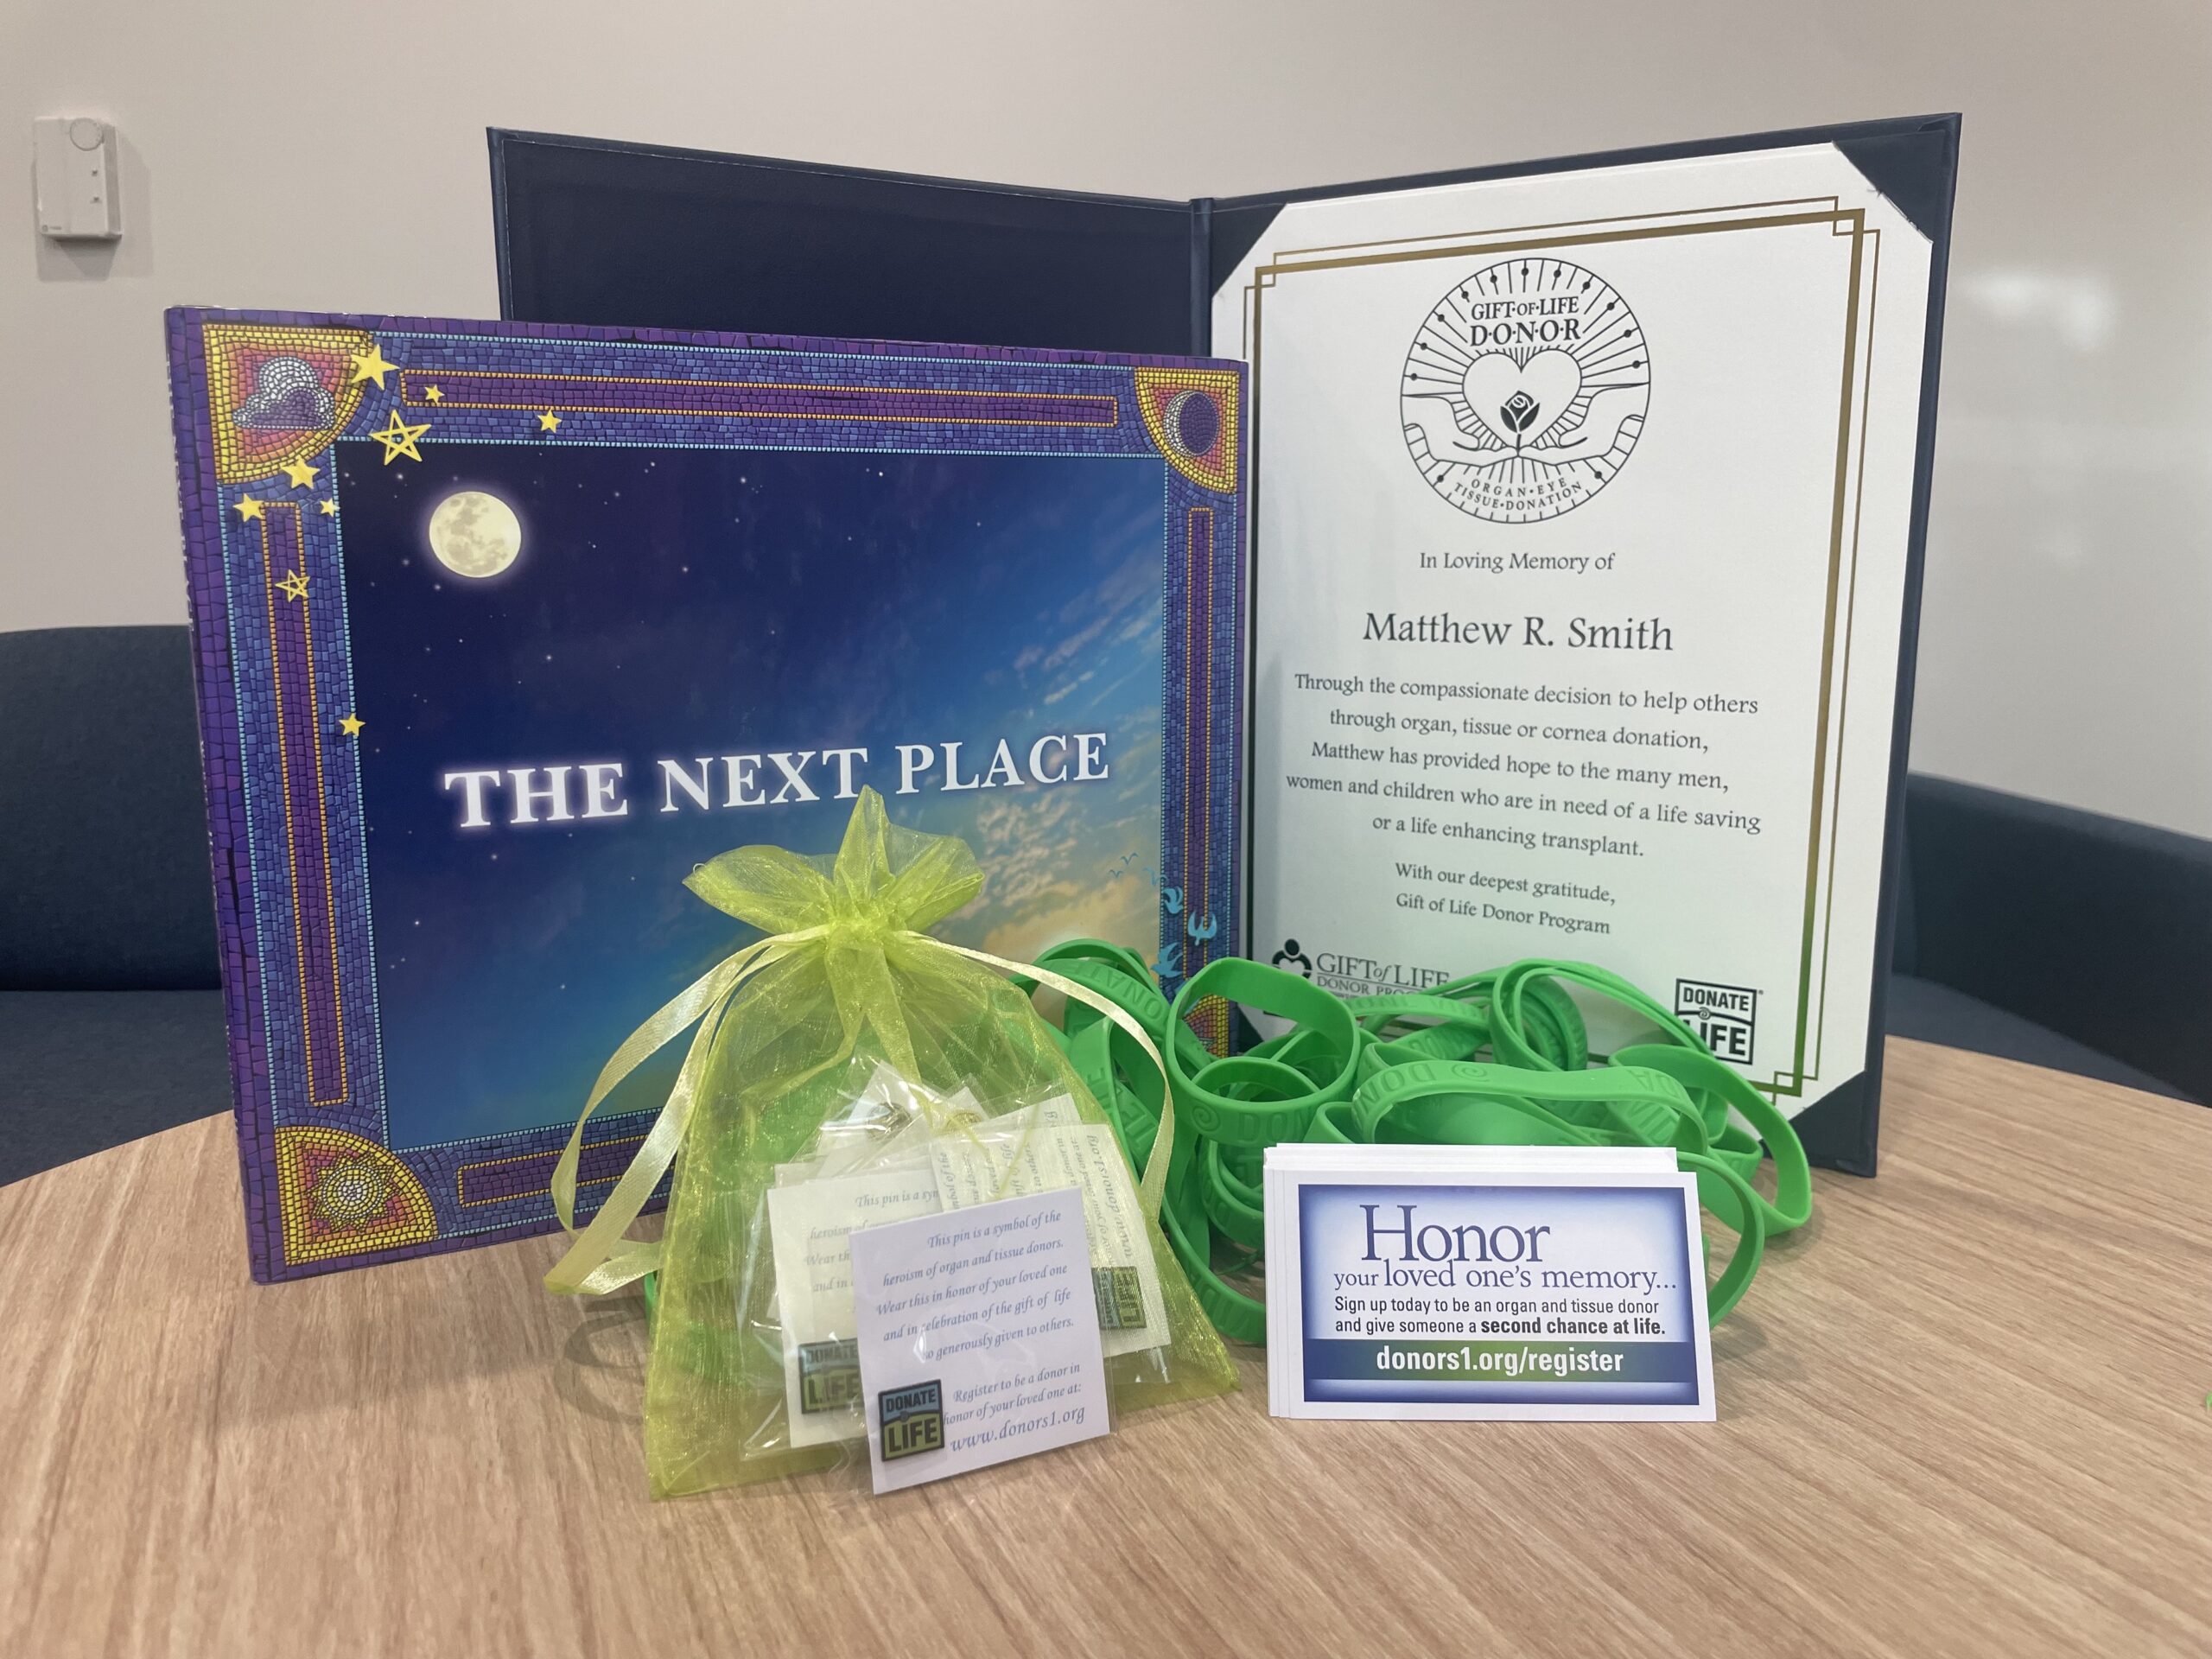 THE NEXT PLACE
GIFT•OF•LIFE
D•O•N•O•R
ORGAN•EYE
TISSUE•DONATION
In Loving Memory of
Matthew R. Smith
Through the compassionate decision to help others
through organ, tissue or cornea donation,
Matthew has provided hope to the many men,
women and children who are in need of a life saving
or a life enhancing transplant.
With our deepest gratitude,
Gift of Life Donor Program
GIFT of LIFE
DONOR
DONATE
LIFE
This pin is a symbol of the
heroism of organ and tissue donors.
Wear this in honor of your loved one
and in celebration of the gift of life
so generously given to others.
Register to be a donor in
honor of your loved one at:
www.donors1.org
DONATE
LIFE
This pin is a
heroism of
DONATE
LIFE
Honor
your loved one's memory...
Sign up today to be an organ and tissue donor
and give someone a second chance at life.
donors1.org/register